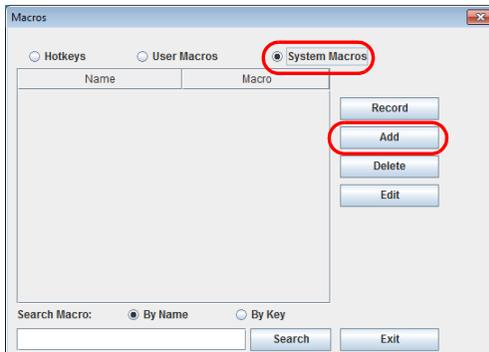 Macros
Hotkeys User Macros System Macros
Name Macro
Record
Add
Delete
Edit
Search Macro: By Name By Key
Search Exit